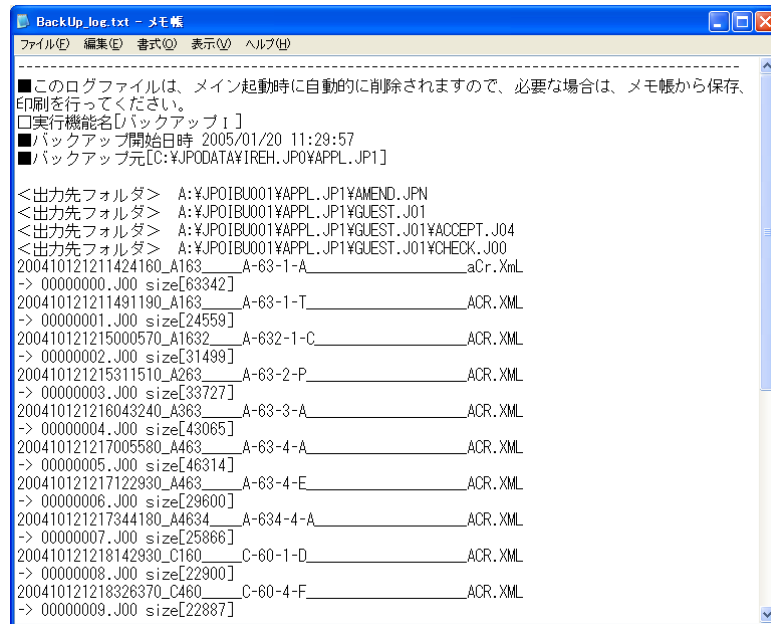 BackUp_log.txt - メモ帳
ファイル(F) 編集(E) 書式(O) 表示(V) ヘルプ(H)
--------------------------------------------------------------------------------
■このログファイルは、メイン起動時に自動的に削除されますので、必要な場合は、メモ帳から保存、
印刷を行ってください。
□実行機能名[バックアップⅠ]
■バックアップ開始日時 2005/01/20 11:29:57
■バックアップ元[C:¥JPODATA¥IREH.JP0¥APPL.JP1]
<出力先フォルダ> A:¥JPOIBU001¥APPL.JP1¥AMEND.JPN
<出力先フォルダ> A:¥JPOIBU001¥APPL.JP1¥GUEST.J01
<出力先フォルダ> A:¥JPOIBU001¥APPL.JP1¥GUEST.J01¥ACCEPT.J04
<出力先フォルダ> A:¥JPOIBU001¥APPL.JP1¥GUEST.J01¥CHECK.J00
200410121211424160_A163_____A-63-1-A____________________aCr.XmL
-> 00000000.J00 size[63342]
200410121211491190_A163_____A-63-1-T____________________ACR.XML
-> 00000001.J00 size[24559]
200410121215000570_A1632____A-632-1-C___________________ACR.XML
-> 00000002.J00 size[31499]
200410121215311510_A263_____A-63-2-P____________________ACR.XML
-> 00000003.J00 size[33727]
200410121216043240_A363_____A-63-3-A____________________ACR.XML
-> 00000004.J00 size[43065]
200410121217005580_A463_____A-63-4-A____________________ACR.XML
-> 00000005.J00 size[46314]
200410121217122930_A463_____A-63-4-E____________________ACR.XML
-> 00000006.J00 size[29600]
200410121217344180_A4634____A-634-4-A___________________ACR.XML
-> 00000007.J00 size[25866]
200410121218142930_C160_____C-60-1-D____________________ACR.XML
-> 00000008.J00 size[22900]
200410121218326370_C460_____C-60-4-F____________________ACR.XML
-> 00000009.J00 size[22887]